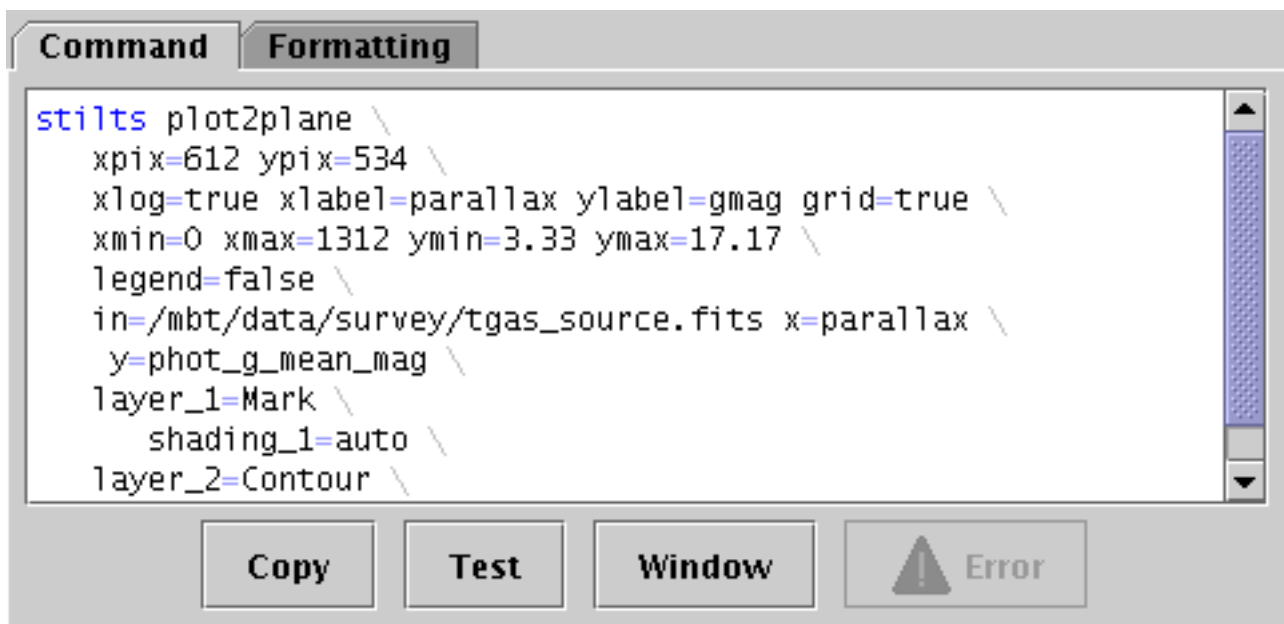 Command Formatting
stilts plot2plane \
xpix=612 ypix=534 \
xlog=true xlabel=parallax ylabel=gmag grid=true \
xmin=0 xmax=1312 ymin=3.33 ymax=17.17 \
legend=false \
in=/mbt/data/survey/tgas_source.fits x=parallax \
y=phot_g_mean_mag \
layer_1=Mark \
shading_1=auto \
layer_2=Contour \
Copy Test Window Error